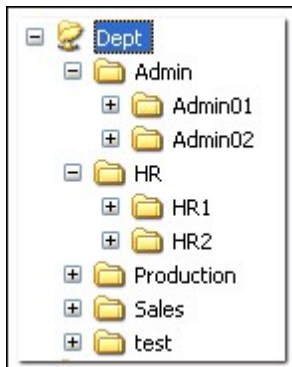 Dept
Admin
Admin01
Admin02
HR
HR1
HR2
Production
Sales
test